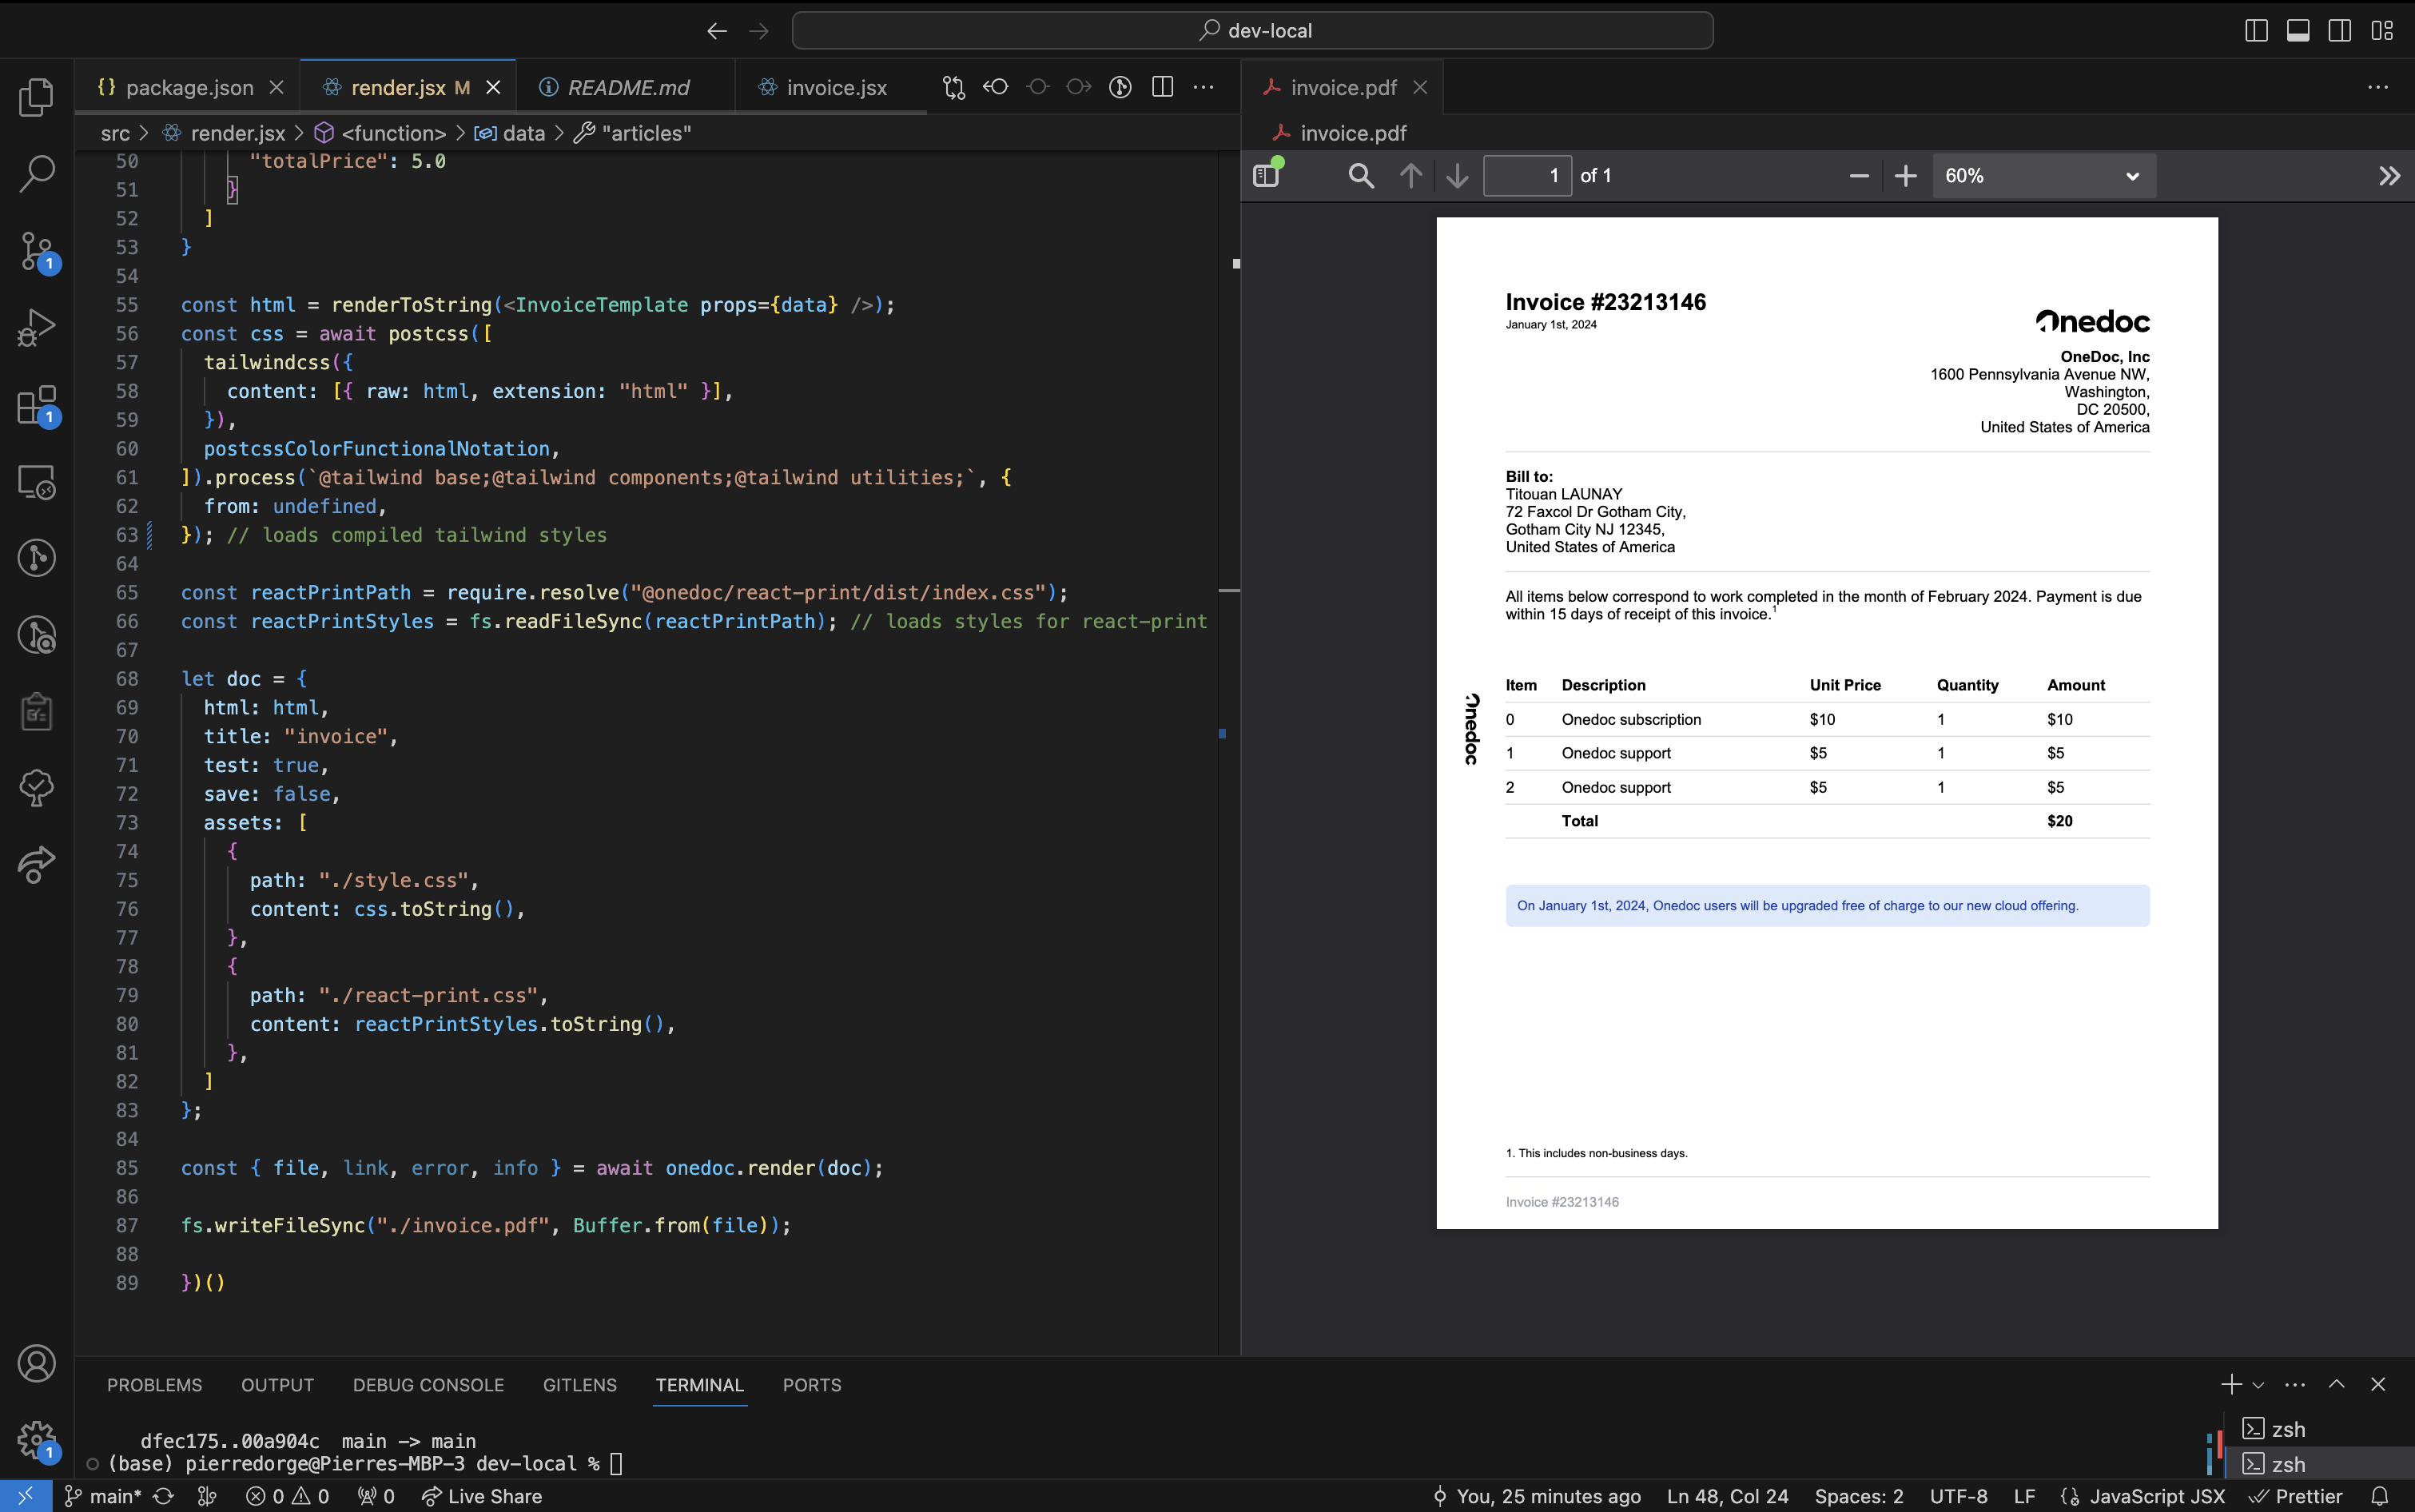 dev-local
package.json
render.jsx M
README.md
invoice.jsx
invoice.pdf
src > render.jsx > <function> > data > "articles"
invoice.pdf
1 of 1
60%
50 "totalPrice": 5.0
51 }
52 ]
53 }
54
55 const html = renderToString(<InvoiceTemplate props={data} />);
56 const css = await postcss([
57 tailwindcss({
58 content: [{ raw: html, extension: "html" }],
59 }),
60 postcssColorFunctionalNotation,
61 ]).process(`@tailwind base;@tailwind components;@tailwind utilities;`, {
62 from: undefined,
63 }); // loads compiled tailwind styles
64
65 const reactPrintPath = require.resolve("@onedoc/react-print/dist/index.css");
66 const reactPrintStyles = fs.readFileSync(reactPrintPath); // loads styles for react-print
67
68 let doc = {
69 html: html,
70 title: "invoice",
71 test: true,
72 save: false,
73 assets: [
74 {
75 path: "./style.css",
76 content: css.toString(),
77 },
78 {
79 path: "./react-print.css",
80 content: reactPrintStyles.toString(),
81 },
82 ]
83 };
84
85 const { file, link, error, info } = await onedoc.render(doc);
86
87 fs.writeFileSync("./invoice.pdf", Buffer.from(file));
88
89 })()
Invoice #23213146
January 1st, 2024
Onedoc
OneDoc, Inc
1600 Pennsylvania Avenue NW,
Washington,
DC 20500,
United States of America
Bill to:
Titouan LAUNAY
72 Faxcol Dr Gotham City,
Gotham City NJ 12345,
United States of America
All items below correspond to work completed in the month of February 2024. Payment is due
within 15 days of receipt of this invoice.1
Onedoc
Item Description Unit Price Quantity Amount
0 Onedoc subscription $10 1 $10
1 Onedoc support $5 1 $5
2 Onedoc support $5 1 $5
Total $20
On January 1st, 2024, Onedoc users will be upgraded free of charge to our new cloud offering.
1. This includes non-business days.
Invoice #23213146
1
1
1
PROBLEMS OUTPUT DEBUG CONSOLE GITLENS TERMINAL PORTS
dfec175..00a904c main -> main
(base) pierredorge@Pierres-MBP-3 dev-local %
zsh
zsh
main* 0 0 0 Live Share
You, 25 minutes ago Ln 48, Col 24 Spaces: 2 UTF-8 LF JavaScript JSX Prettier